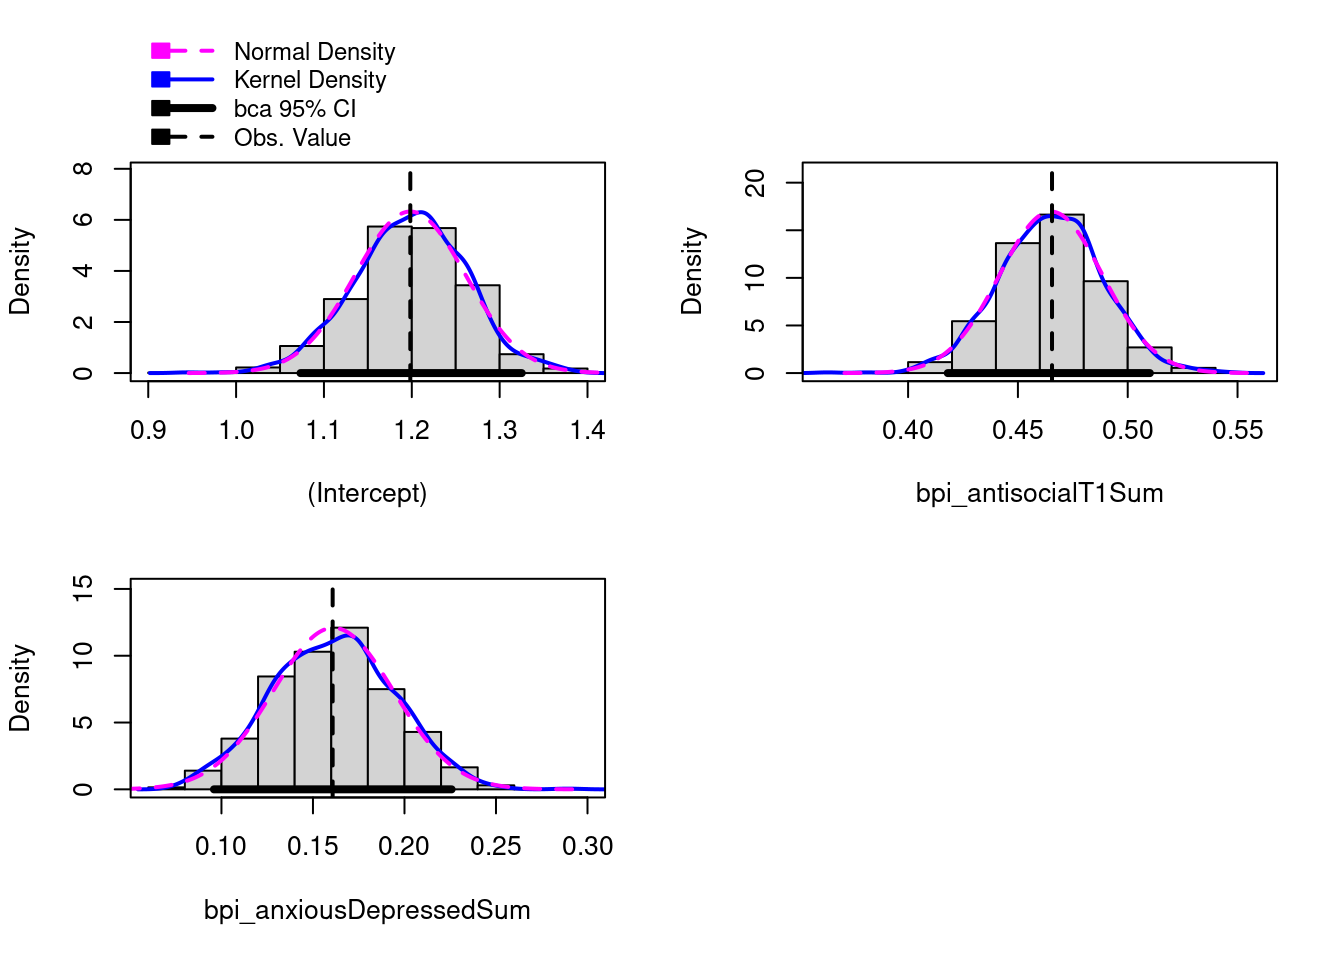 Normal Density
Kernel Density
bca 95% CI
Obs. Value
Density
8
6
4
2
0
0.9 1.0 1.1 1.2 1.3 1.4
(Intercept)
Density
20
10
5
0
0.40 0.45 0.50 0.55
bpi_antisocialT1Sum
Density
15
10
5
0
0.10 0.15 0.20 0.25 0.30
bpi_anxiousDepressedSum